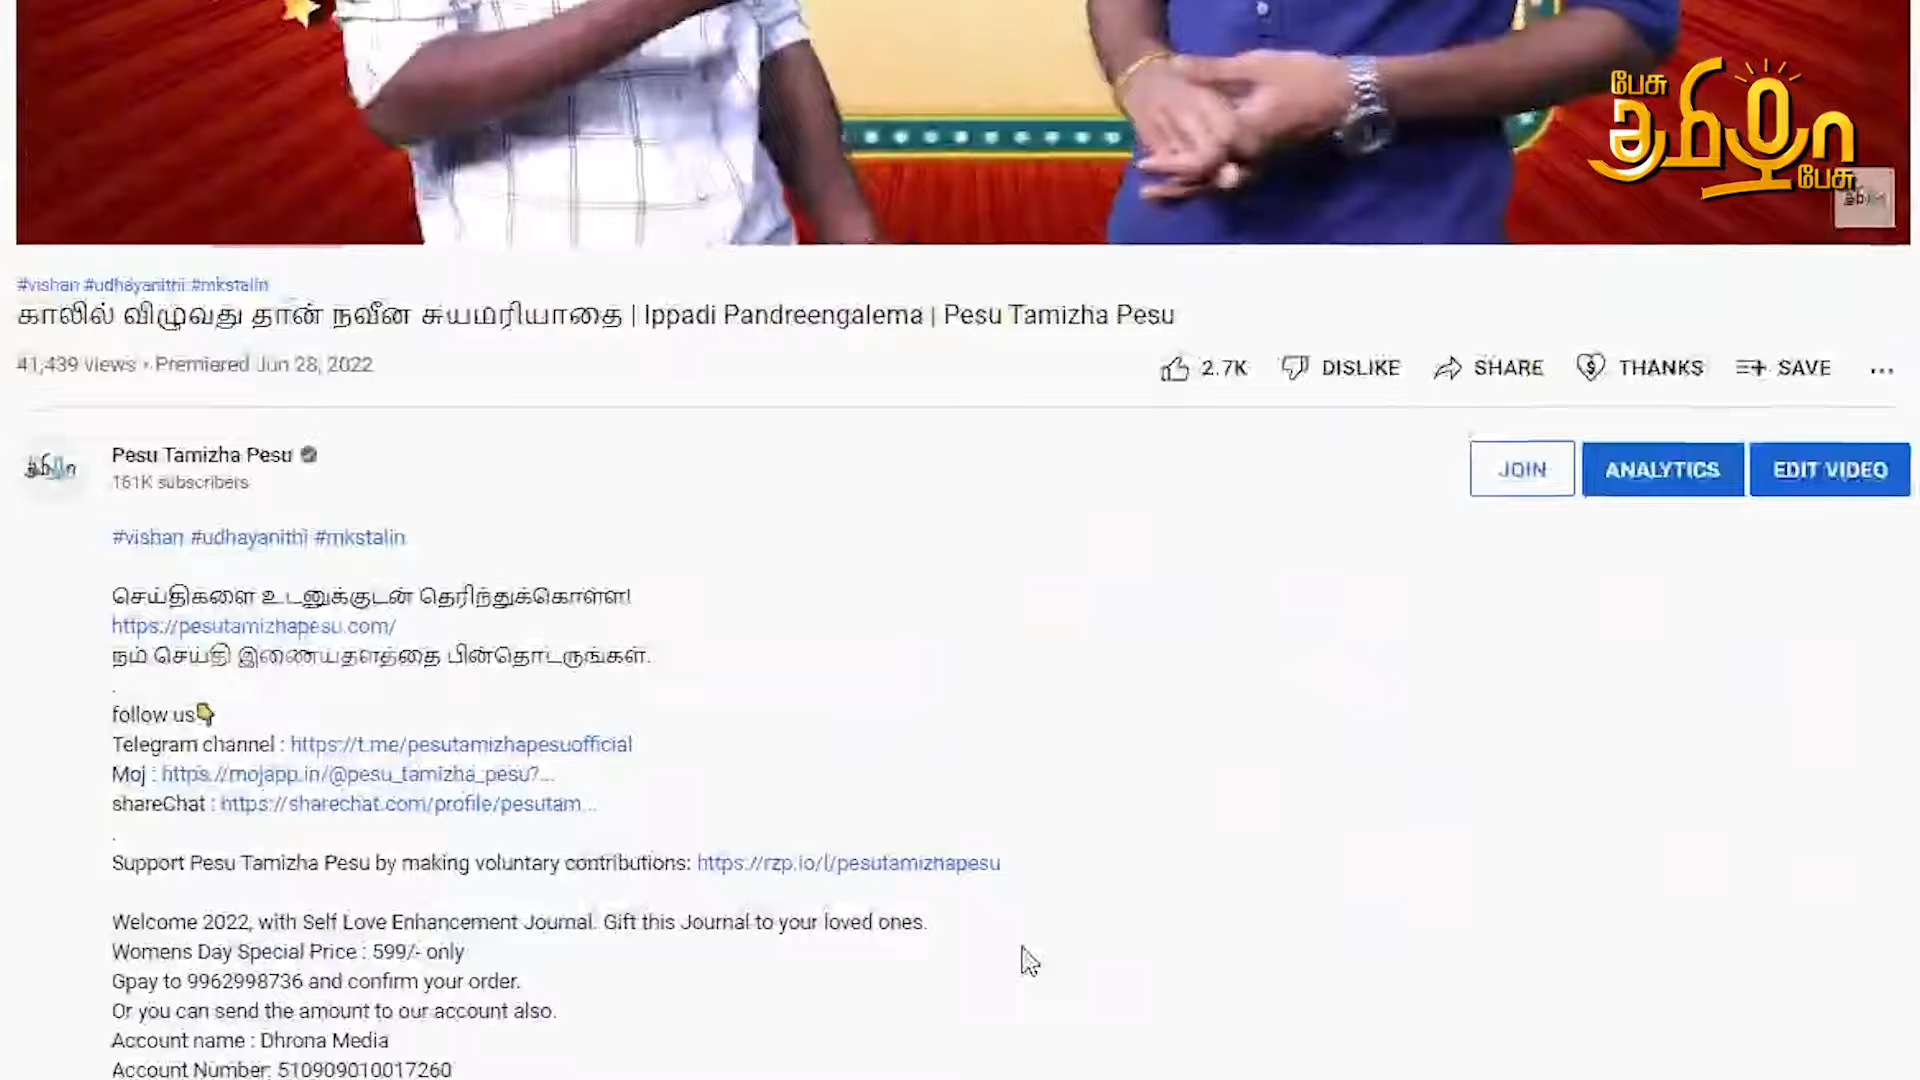 பேசு
தமிழா
பேசு
#vishan #udhayanithi #mkstalin
காலில் விழுவது தான் நவீன சுயமரியாதை | Ippadi Pandreengalema | Pesu Tamizha Pesu
41,439 views • Premiered Jun 28, 2022
2.7K DISLIKE SHARE THANKS SAVE ...
தமிழா
Pesu Tamizha Pesu
161K subscribers
JOIN ANALYTICS EDIT VIDEO
#vishan #udhayanithi #mkstalin
செய்திகளை உடனுக்குடன் தெரிந்துக்கொள்ள!
https://pesutamizhapesu.com/
நம் செய்தி இணையதளத்தை பின்தொடருங்கள்.
.
follow us👇
Telegram channel : https://t.me/pesutamizhapesuofficial
Moj : https://mojapp.in/@pesu_tamizha_pesu?...
shareChat : https://sharechat.com/profile/pesutam...
.
Support Pesu Tamizha Pesu by making voluntary contributions: https://rzp.io/l/pesutamizhapesu
Welcome 2022, with Self Love Enhancement Journal. Gift this Journal to your loved ones.
Womens Day Special Price : 599/- only
Gpay to 9962998736 and confirm your order.
Or you can send the amount to our account also.
Account name : Dhrona Media
Account Number: 510909010017260